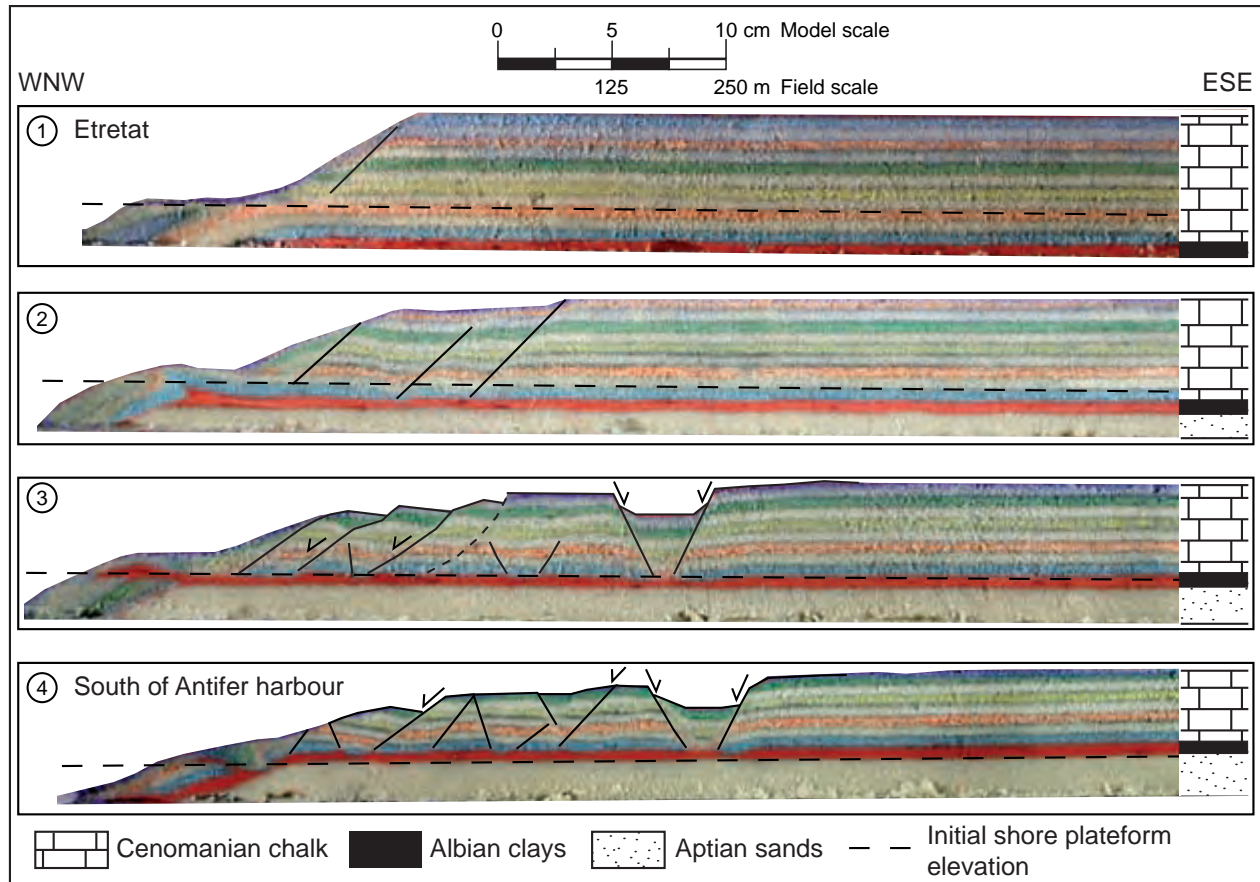 0 5 10 cm Model scale
125 250 m Field scale
WNW ESE
1 Etretat
2
3
4 South of Antifer harbour
Cenomanian chalk Albian clays Aptian sands Initial shore plateform
elevation